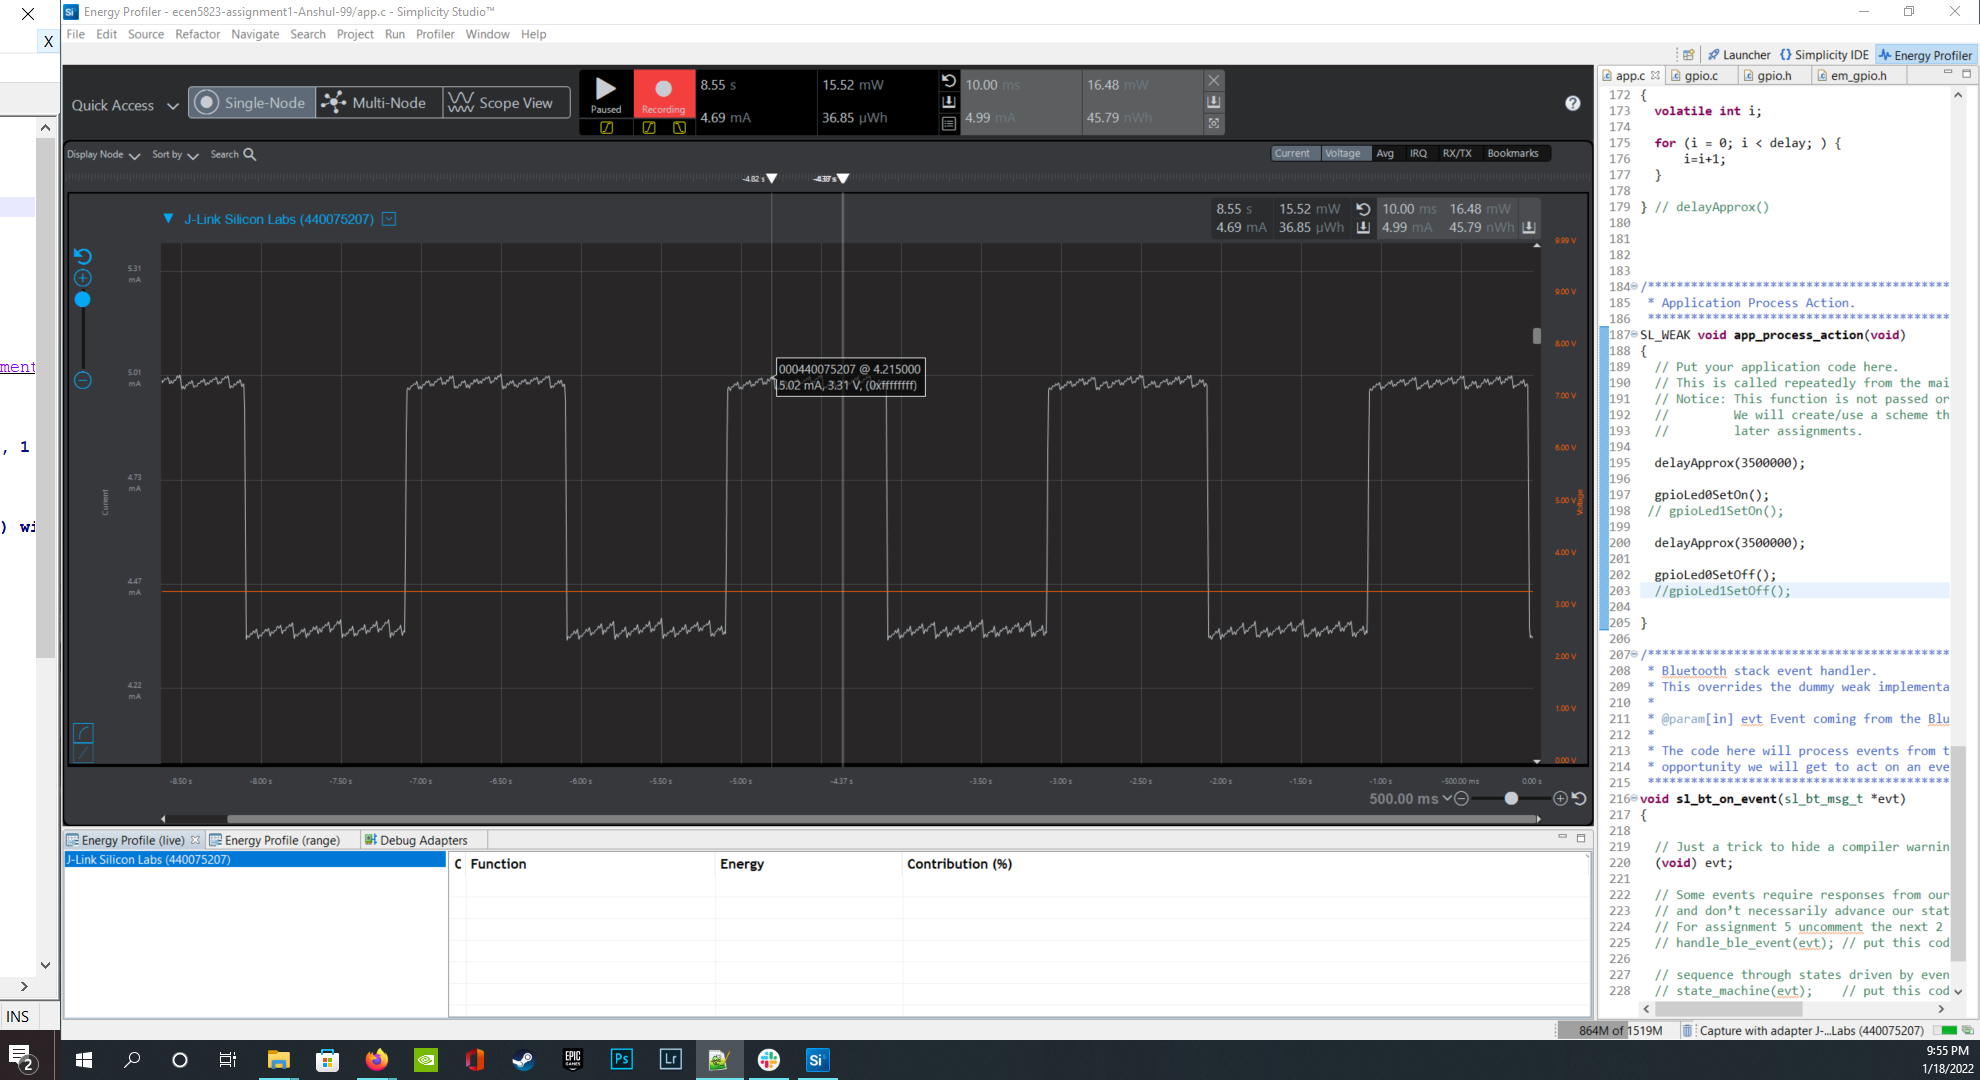 X
ment
, 1
) wi
INS
Energy Profiler - ecen5823-assignment1-Anshul-99/app.c - Simplicity Studio™
File Edit Source Refactor Navigate Search Project Run Profiler Window Help
Launcher {} Simplicity IDE Energy Profiler
Quick Access Single-Node Multi-Node Scope View
Paused Recording
8.55 s 15.52 mW 10.00 ms 16.48 mW
4.69 mA 36.85 μWh 4.99 mA 45.79 nWh
Display Node Sort by Search
Current Voltage Avg IRQ RX/TX Bookmarks
-4.82 s
J-Link Silicon Labs (440075207)
8.55 s 15.52 mW 10.00 ms 16.48 mW
4.69 mA 36.85 μWh 4.99 mA 45.79 nWh
5.31 mA
5.01 mA
4.73 mA
4.47 mA
4.22 mA
Current
000440075207 @ 4.215000
5.02 mA, 3.31 V, (0xffffffff)
9.99 V
9.00 V
8.00 V
7.00 V
6.00 V
5.00 V
4.00 V
3.00 V
2.00 V
1.00 V
0.00 V
Voltage
-8.50 s -8.00 s -7.50 s -7.00 s -6.50 s -6.00 s -5.50 s -5.00 s -4.37 s -3.50 s -3.00 s -2.50 s -2.00 s -1.50 s -1.00 s -500.00 ms 0.00 s
500.00 ms
Energy Profile (live) Energy Profile (range) Debug Adapters
J-Link Silicon Labs (440075207)
C Function Energy Contribution (%)
app.c gpio.c gpio.h em_gpio.h
172 {
173 volatile int i;
174
175 for (i = 0; i < delay; ) {
176 i=i+1;
177 }
178
179 } // delayApprox()
180
181
182
183
184 /******************************************
185 * Application Process Action.
186 ******************************************
187 SL_WEAK void app_process_action(void)
188 {
189 // Put your application code here.
190 // This is called repeatedly from the mai
191 // Notice: This function is not passed or
192 // We will create/use a scheme th
193 // later assignments.
194
195 delayApprox(3500000);
196
197 gpioLed0SetOn();
198 // gpioLed1SetOn();
199
200 delayApprox(3500000);
201
202 gpioLed0SetOff();
203 //gpioLed1SetOff();
204
205 }
206
207 /******************************************
208 * Bluetooth stack event handler.
209 * This overrides the dummy weak implementa
210 *
211 * @param[in] evt Event coming from the Blu
212 *
213 * The code here will process events from t
214 * opportunity we will get to act on an eve
215 ******************************************
216 void sl_bt_on_event(sl_bt_msg_t *evt)
217 {
218
219 // Just a trick to hide a compiler warnin
220 (void) evt;
221
222 // Some events require responses from our
223 // and don’t necessarily advance our stat
224 // For assignment 5 uncomment the next 2
225 // handle_ble_event(evt); // put this cod
226
227 // sequence through states driven by even
228 // state_machine(evt); // put this cod
864M of 1519M Capture with adapter J-...Labs (440075207)
2
EPIC GAMES
Ps
Lr
Si
9:55 PM
1/18/2022